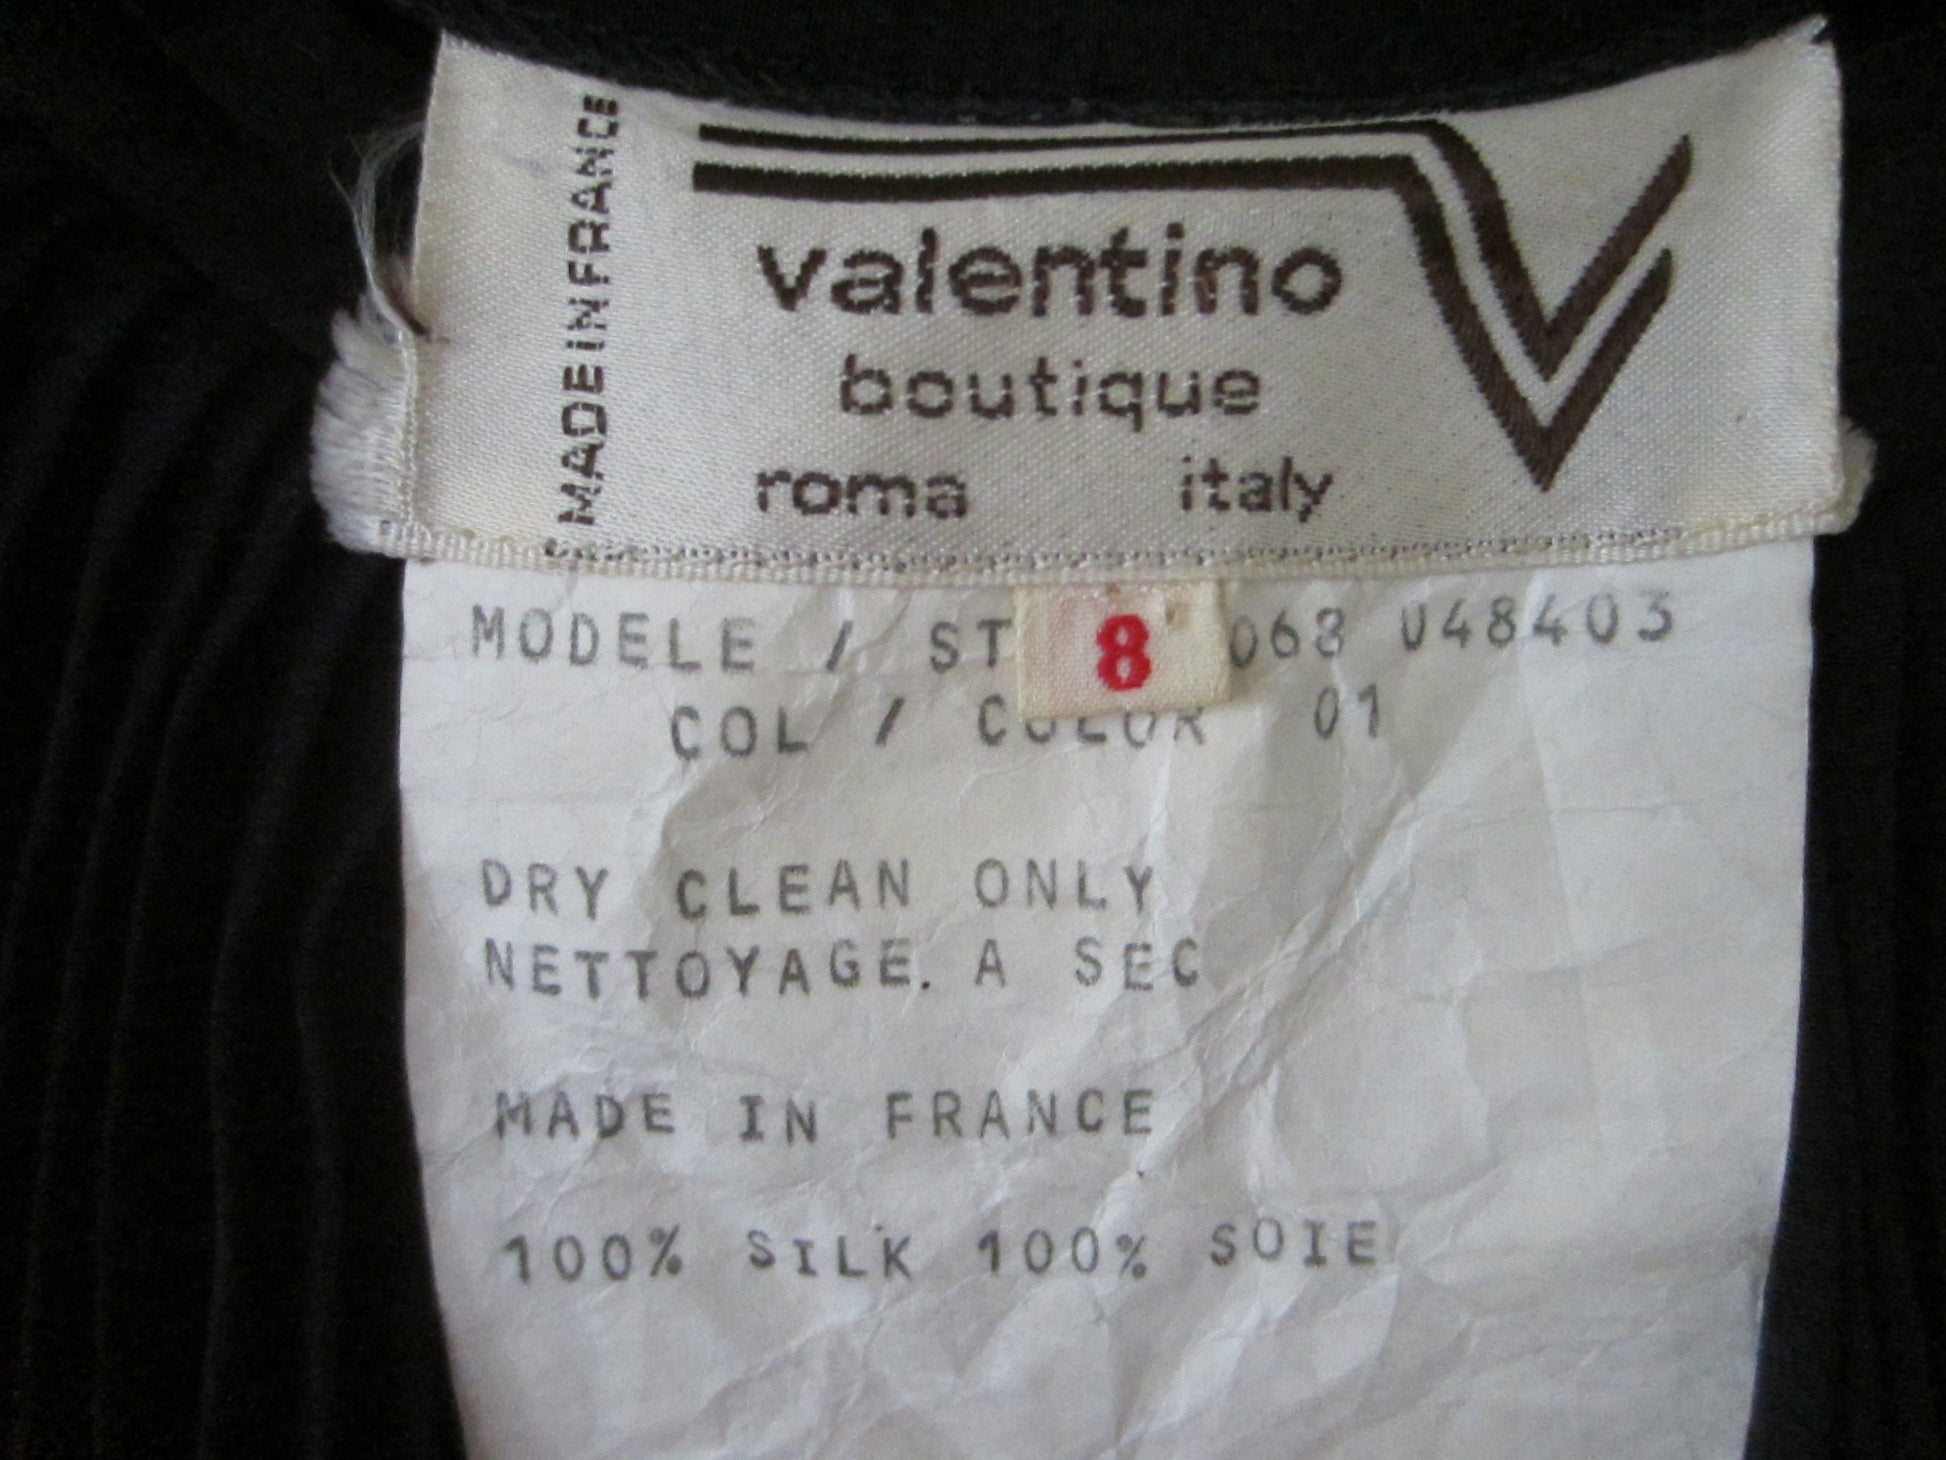 MADE IN FRANCE
valentino
boutique
roma italy
8
MODELE / ST 068 U48403
COL / COLOR 01
DRY CLEAN ONLY
NETTOYAGE. A SEC
MADE IN FRANCE
100% SILK 100% SOIE